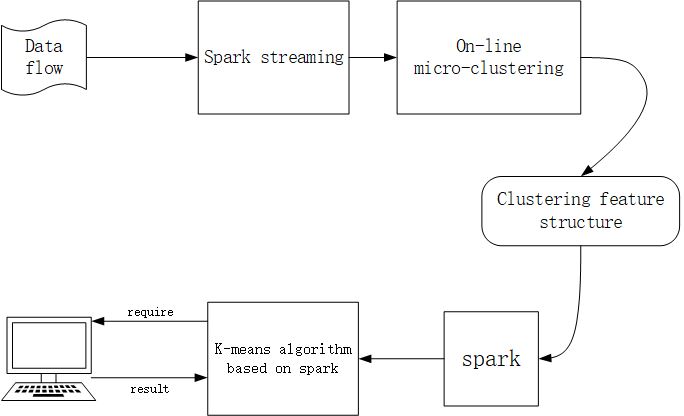 Data
flow
Spark streaming
On-line
micro-clustering
Clustering feature
structure
spark
K-means algorithm
based on spark
require
result